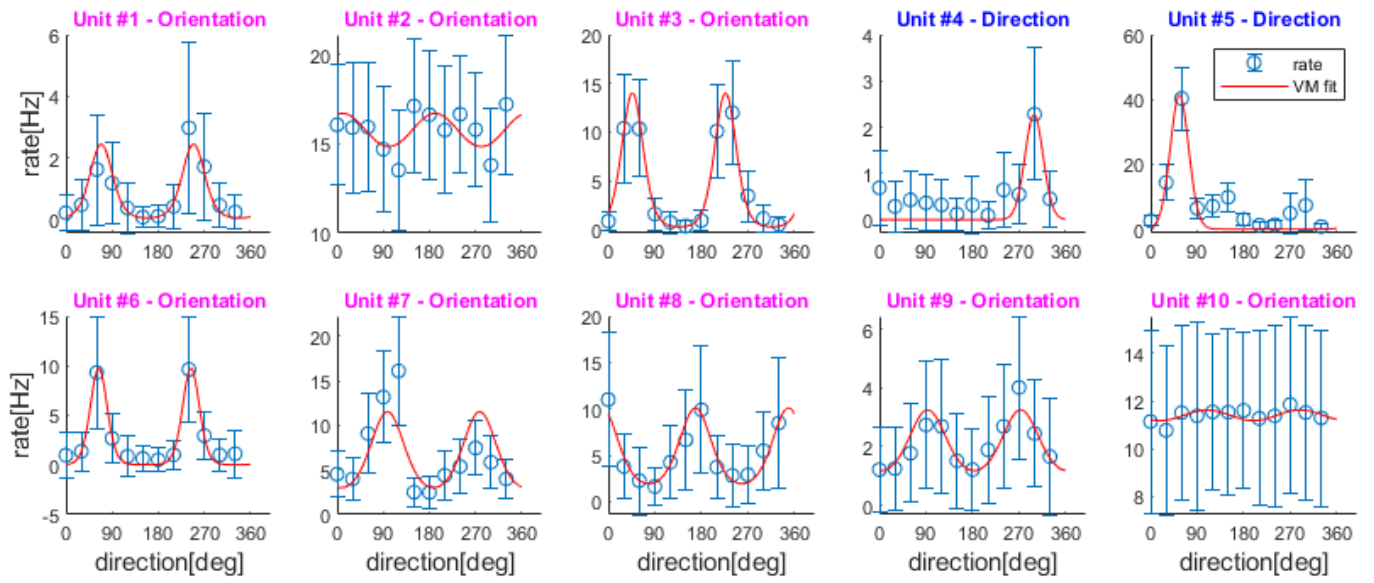 Unit #1 - Orientation
Unit #2 - Orientation
Unit #3 - Orientation
Unit #4 - Direction
Unit #5 - Direction
rate[Hz]
6
4
2
0
0 90 180 270 360
20
15
10
0 90 180 270 360
20
15
10
5
0
0 90 180 270 360
4
3
2
1
0
0 90 180 270 360
60
40
20
0
0 90 180 270 360
rate
VM fit
Unit #6 - Orientation
Unit #7 - Orientation
Unit #8 - Orientation
Unit #9 - Orientation
Unit #10 - Orientation
rate[Hz]
15
10
5
0
-5
0 90 180 270 360
direction[deg]
20
15
10
5
0
0 90 180 270 360
direction[deg]
20
15
10
5
0
0 90 180 270 360
direction[deg]
6
4
2
0
0 90 180 270 360
direction[deg]
14
12
10
8
0 90 180 270 360
direction[deg]